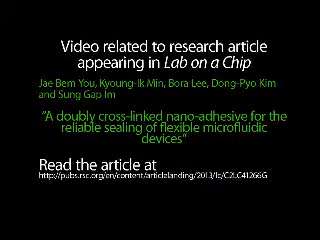 Video related to research article
appearing in Lab on a Chip
Jae Bem You, Kyoung-Ik Min, Bora Lee, Dong-Pyo Kim
and Sung Gap Im
"A doubly cross-linked nano-adhesive for the
reliable sealing of flexible microfluidic
devices"
Read the article at
http://pubs.rsc.org/en/content/articlelanding/2013/lc/C2LC41266G